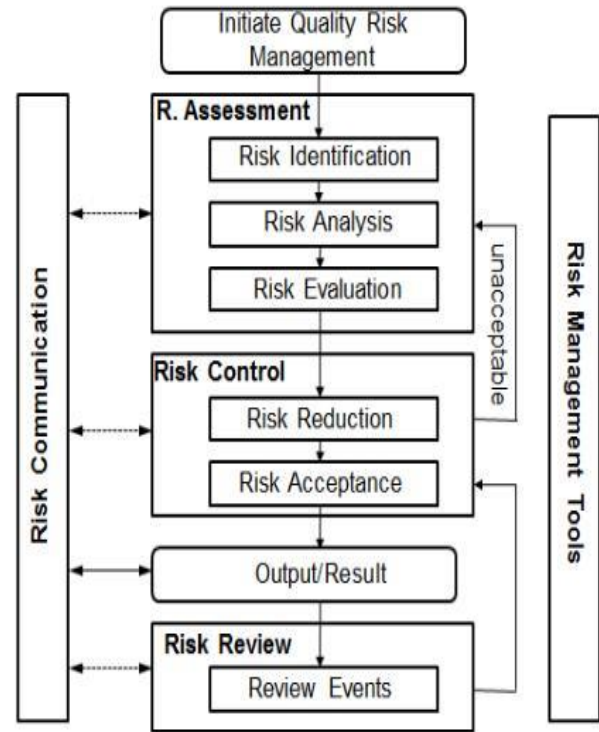 Initiate Quality Risk
Management
R. Assessment
Risk Identification
Risk Analysis
Risk Evaluation
unacceptable
Risk Control
Risk Reduction
Risk Acceptance
Output/Result
Risk Review
Review Events
Risk Communication
Risk Management Tools